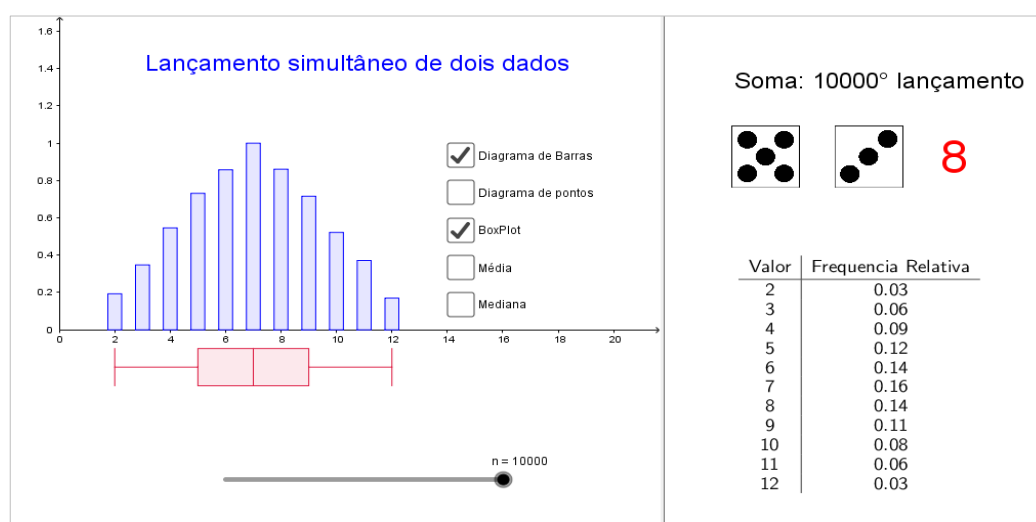 1.6
1.4
1.2
1
0.8
0.6
0.4
0.2
0
0 2 4 6 8 10 12 14 16 18 20
Lançamento simultâneo de dois dados
Diagrama de Barras
Diagrama de pontos
BoxPlot
Média
Mediana
n = 10000
Soma: 10000° lançamento
8
Valor Frequencia Relativa
2 0.03
3 0.06
4 0.09
5 0.12
6 0.14
7 0.16
8 0.14
9 0.11
10 0.08
11 0.06
12 0.03